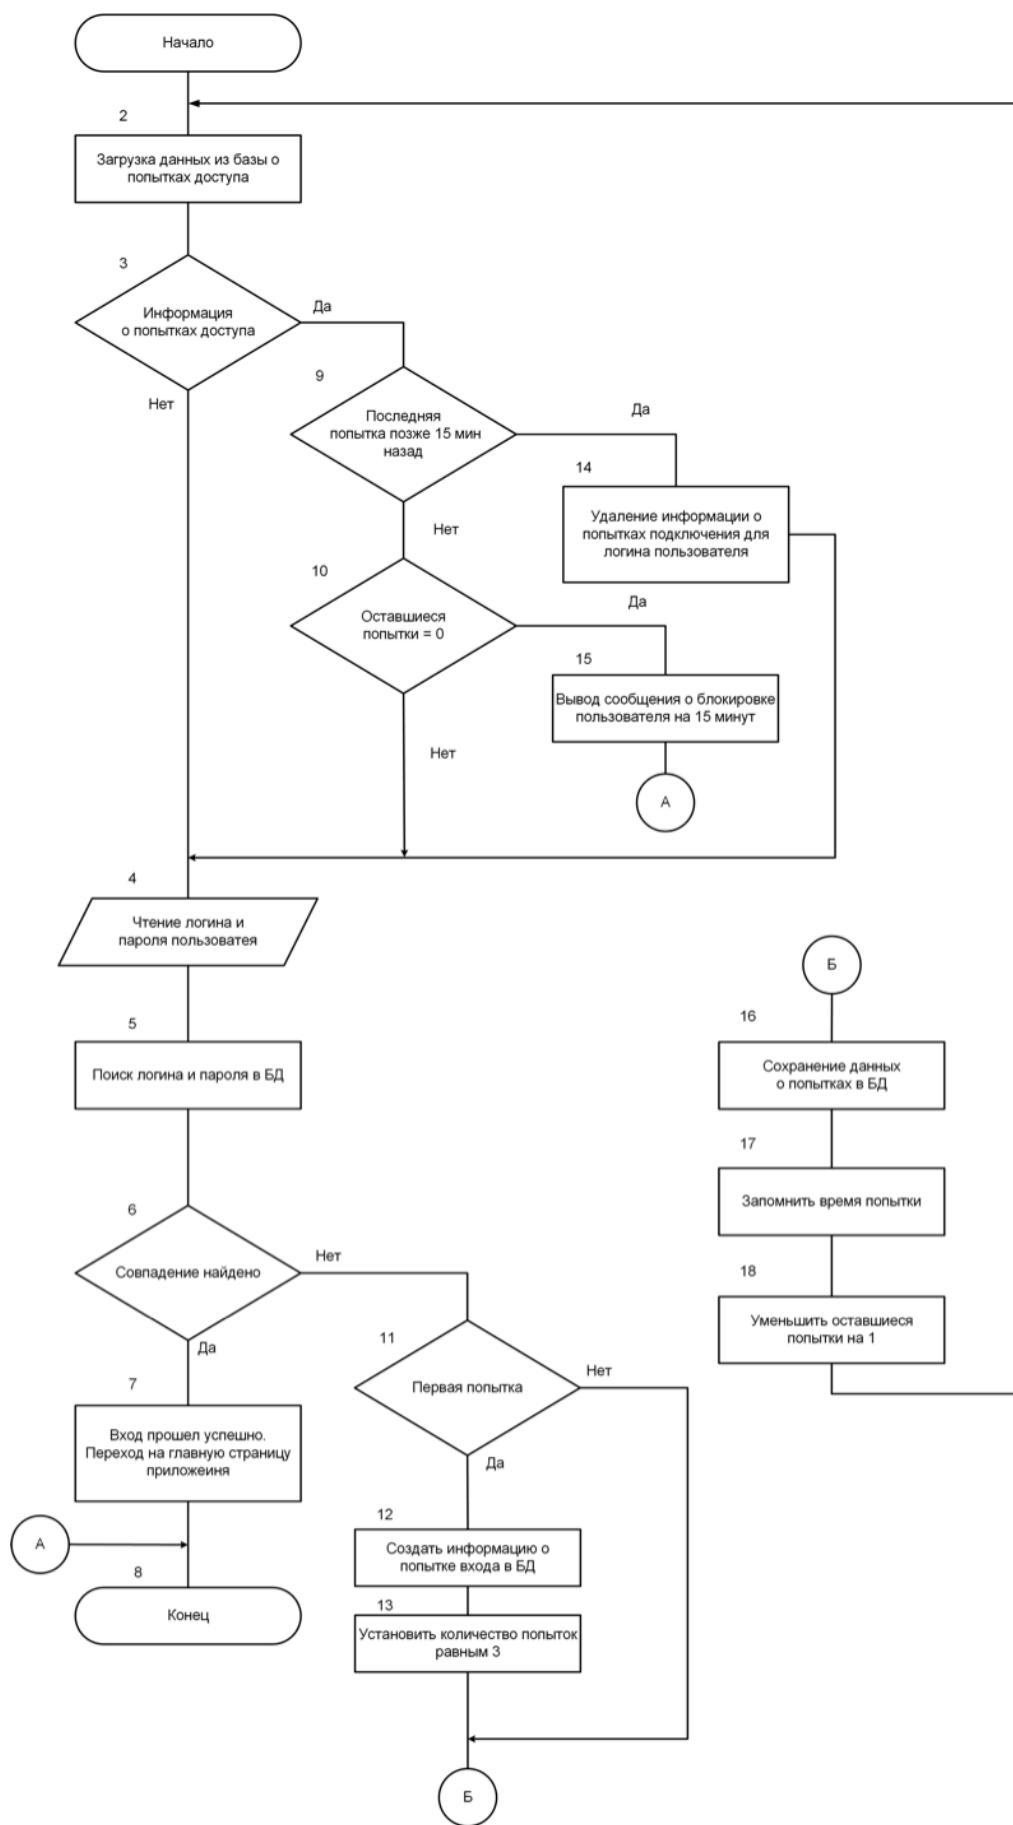 Начало
2
Загрузка данных из базы о
попытках доступа
3
Информация
о попытках доступа
Да
Нет
9
Последняя
попытка позже 15 мин
назад
Да
Нет
14
Удаление информации о
попытках подключения для
логина пользователя
10
Оставшиеся
попытки = 0
Да
Нет
15
Вывод сообщения о блокировке
пользователя на 15 минут
А
4
Чтение логина и
пароля пользоватея
5
Поиск логина и пароля в БД
6
Совпадение найдено
Нет
Да
7
Вход прошел успешно.
Переход на главную страницу
приложеиня
А
8
Конец
11
Первая попытка
Нет
Да
12
Создать информацию о
попытке входа в БД
13
Установить количество попыток
равным 3
Б
Б
16
Сохранение данных
о попытках в БД
17
Запомнить время попытки
18
Уменьшить оставшиеся
попытки на 1